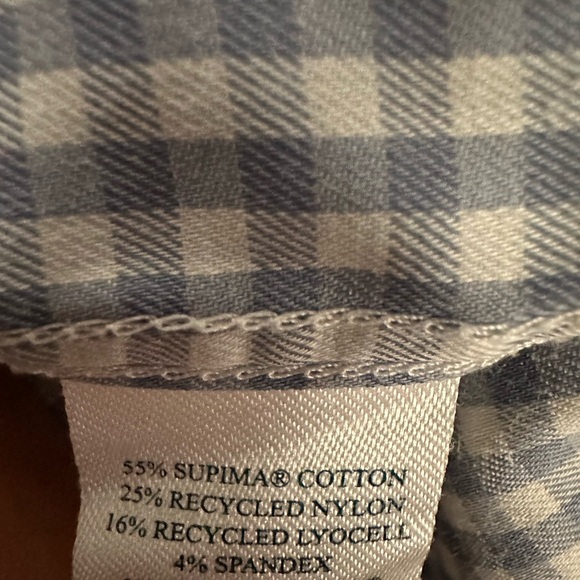 55% SUPIMA® COTTON
25% RECYCLED NYLON
16% RECYCLED LYOCELL
4% SPANDEX